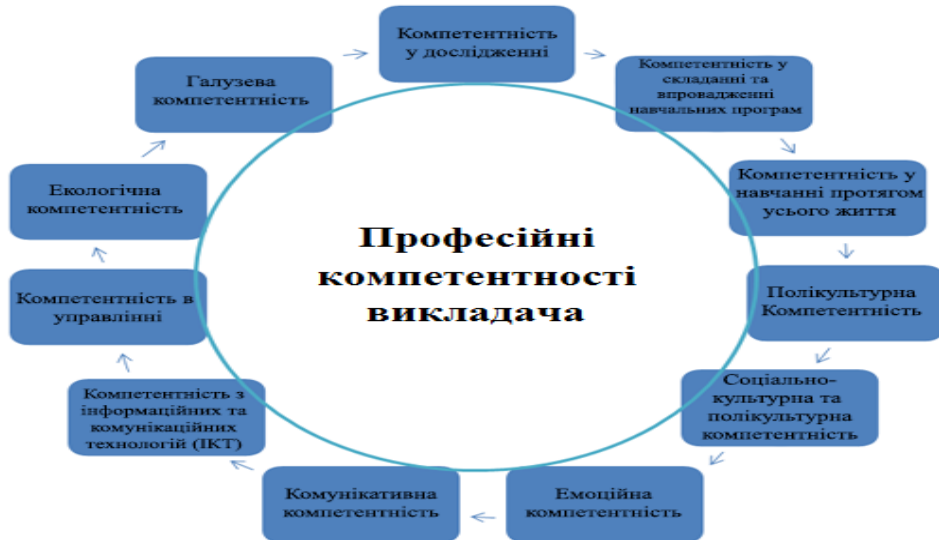 Компетентність
у дослідженні
Компетентність у
складанні та
впровадженні
навчальних програм
Компетентність у
навчанні протягом
усього життя
Полікультурна
Компетентність
Соціально-
культурна та
полікультурна
компетентність
Емоційна
компетентність
Комунікативна
компетентність
Компетентність з
інформаційних та
комунікаційних
технологій (ІКТ)
Компетентність в
управлінні
Екологічна
компетентність
Галузева
компетентність
Професійні
компетентності
викладача